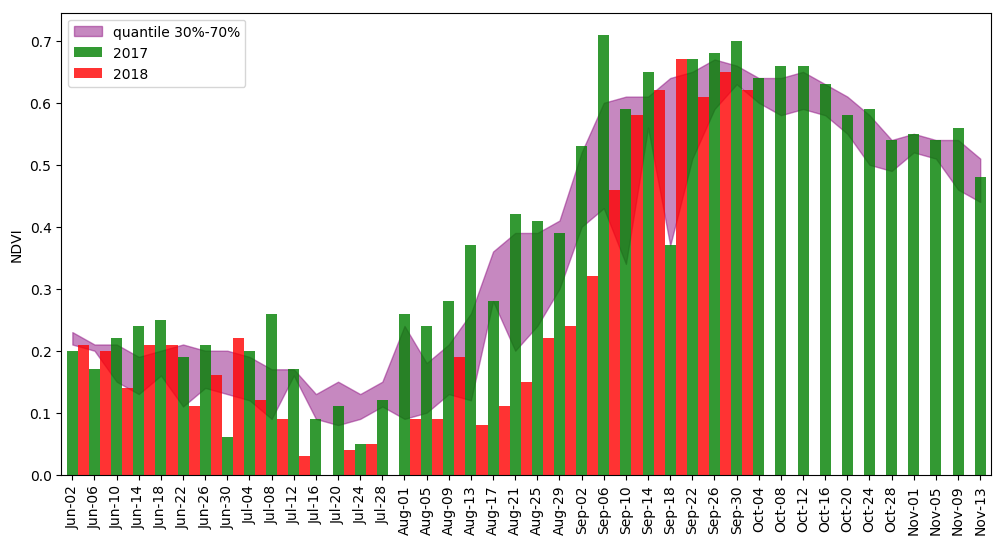 quantile 30%-70%
2017
2018
NDVI
0.7
0.6
0.5
0.4
0.3
0.2
0.1
0.0
Jun-02
Jun-06
Jun-10
Jun-14
Jun-18
Jun-22
Jun-26
Jun-30
Jul-04
Jul-08
Jul-12
Jul-16
Jul-20
Jul-24
Jul-28
Aug-01
Aug-05
Aug-09
Aug-13
Aug-17
Aug-21
Aug-25
Aug-29
Sep-02
Sep-06
Sep-10
Sep-14
Sep-18
Sep-22
Sep-26
Sep-30
Oct-04
Oct-08
Oct-12
Oct-16
Oct-20
Oct-24
Oct-28
Nov-01
Nov-05
Nov-09
Nov-13